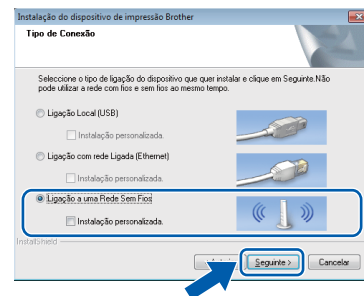 Instalação do dispositivo de impressão Brother
Tipo de Conexão
Seleccione o tipo de ligação do dispositivo que quer instalar e clique em Seguinte.Não
pode utilizar a rede com fios e sem fios ao mesmo tempo.
Ligação Local (USB)
Instalação personalizada.
Ligação com rede Ligada (Ethernet)
Instalação personalizada.
Ligação a uma Rede Sem Fios
Instalação personalizada.
InstallShield
Seguinte >
Cancelar